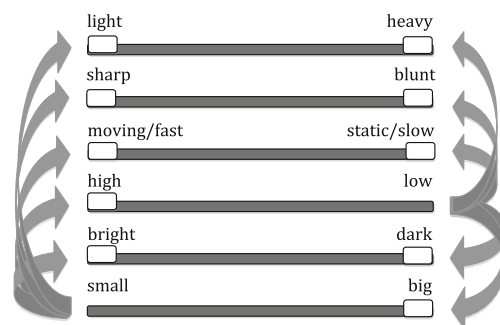 light heavy
sharp blunt
moving/fast static/slow
high low
bright dark
small big